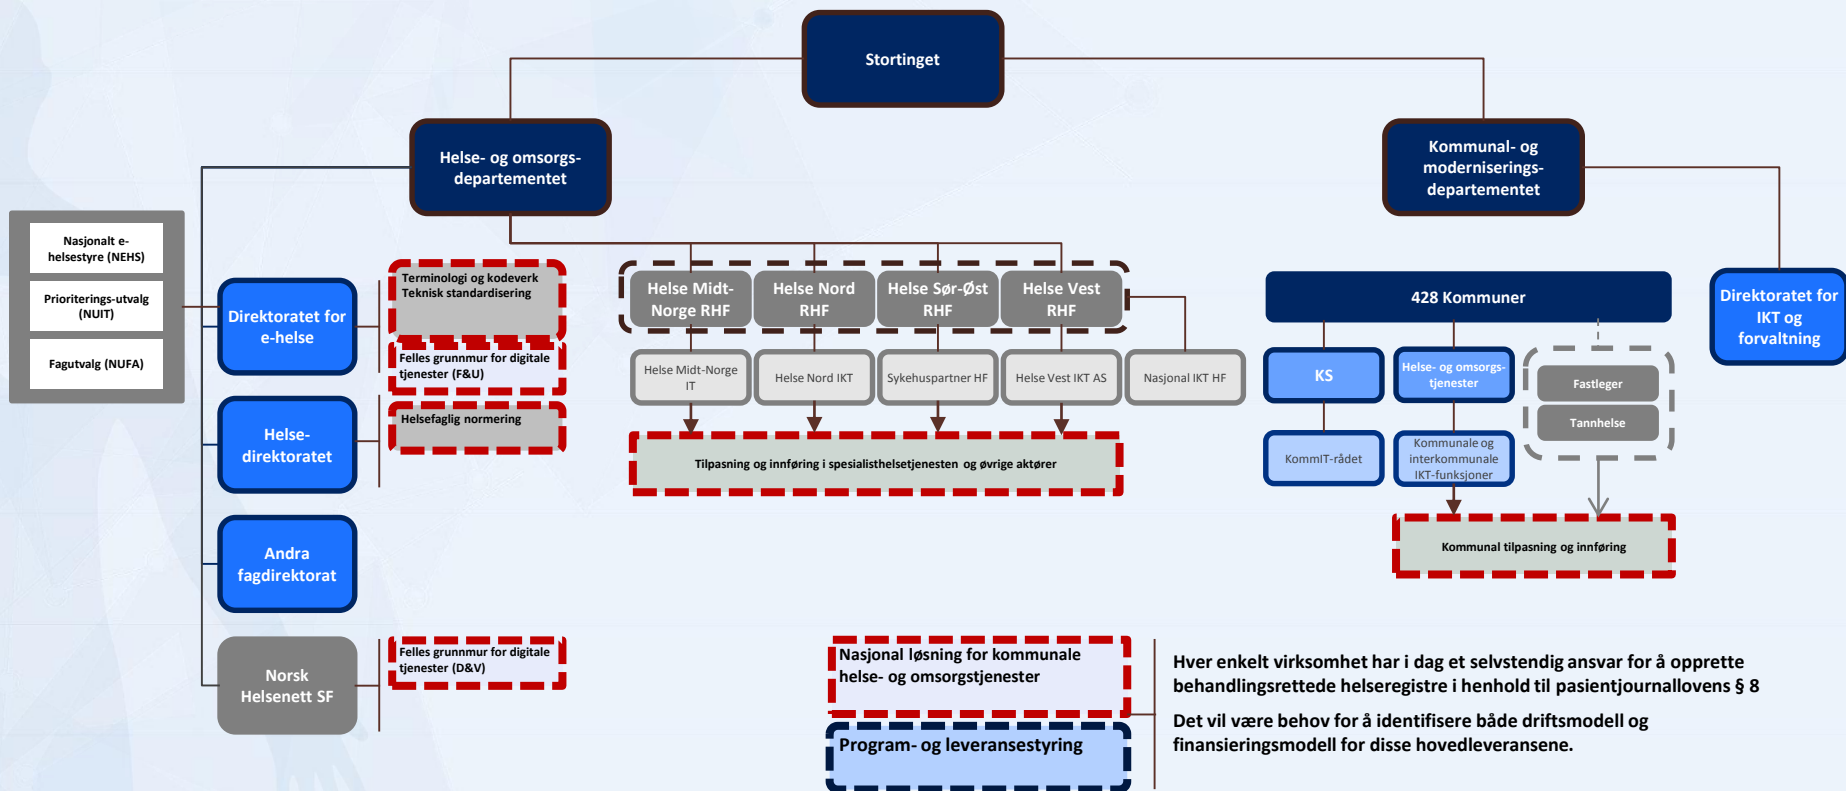 Stortinget
Helse- og omsorgs-
departementet
Kommunal- og
moderniserings-
departementet
Nasjonalt e-
helsestyre (NEHS)
Prioriterings-utvalg
(NUIT)
Fagutvalg (NUFA)
Direktoratet for
e-helse
Terminologi og kodeverk
Teknisk standardisering
Felles grunnmur for digitale
tjenester (F&U)
Helse-
direktoratet
Helsefaglig normering
Andra
fagdirektorat
Norsk
Helsenett SF
Felles grunnmur for digitale
tjenester (D&V)
Helse Midt-
Norge RHF
Helse Nord
RHF
Helse Sør-Øst
RHF
Helse Vest
RHF
Helse Midt-Norge
IT
Helse Nord IKT
Sykehuspartner HF
Helse Vest IKT AS
Nasjonal IKT HF
Tilpasning og innføring i spesialisthelsetjenesten og øvrige aktører
428 Kommuner
KS
Helse- og omsorgs-
tjenester
Fastleger
Tannhelse
KommIT-rådet
Kommunale og
interkommunale
IKT-funksjoner
Kommunal tilpasning og innføring
Direktoratet for
IKT og
forvaltning
Nasjonal løsning for kommunale
helse- og omsorgstjenester
Program- og leveransestyring
Hver enkelt virksomhet har i dag et selvstendig ansvar for å opprette
behandlingsrettede helseregistre i henhold til pasientjournallovens § 8
Det vil være behov for å identifisere både driftsmodell og
finansieringsmodell for disse hovedleveransene.